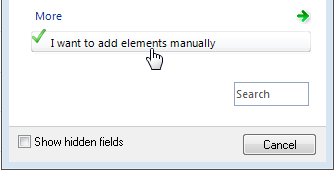 More
I want to add elements manually
Search
Show hidden fields
Cancel